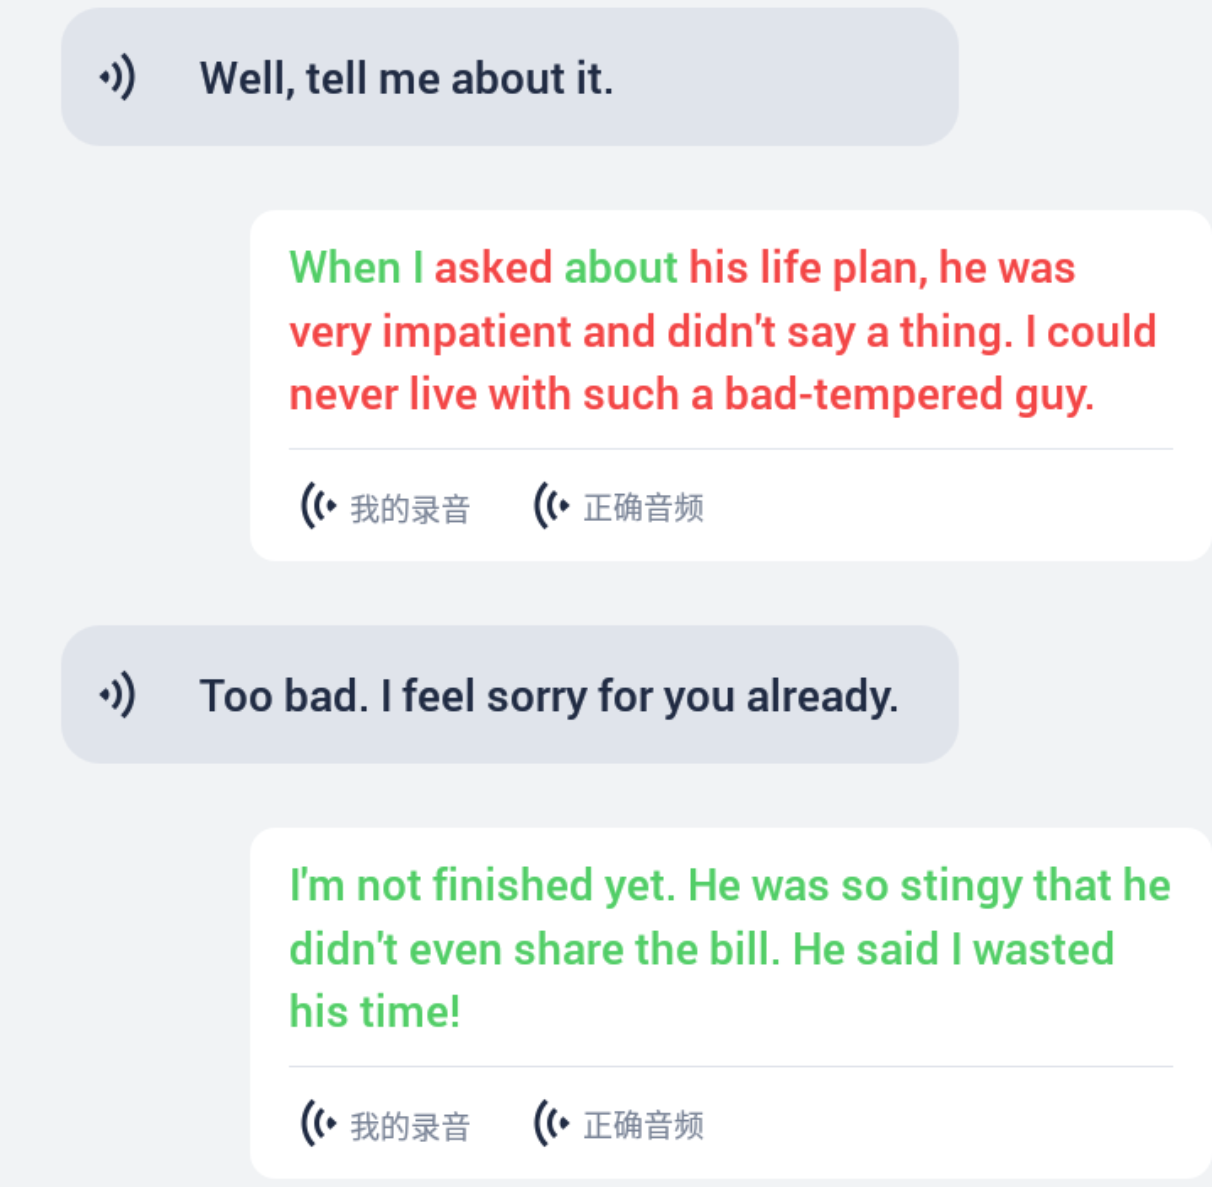 Well, tell me about it.
When I asked about his life plan, he was
very impatient and didn't say a thing. I could
never live with such a bad-tempered guy.
我的录音 正确音频
Too bad. I feel sorry for you already.
I'm not finished yet. He was so stingy that he
didn't even share the bill. He said I wasted
his time!
我的录音 正确音频